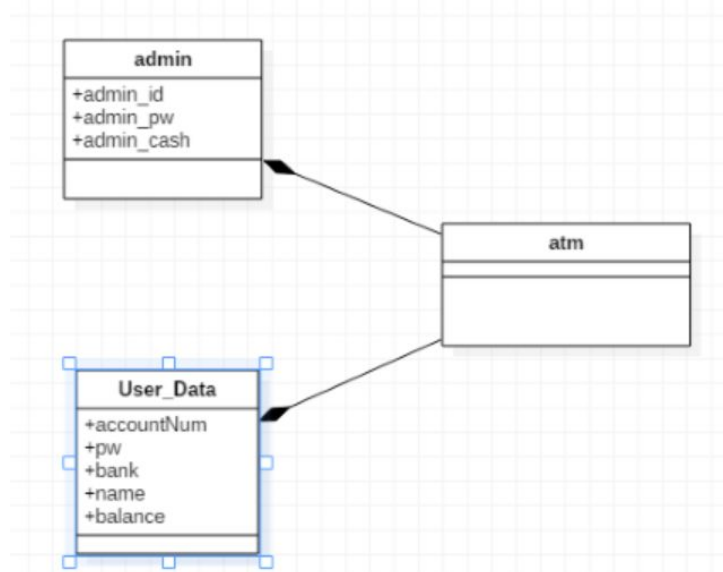 admin
+admin_id
+admin_pw
+admin_cash
atm
User_Data
+accountNum
+pw
+bank
+name
+balance